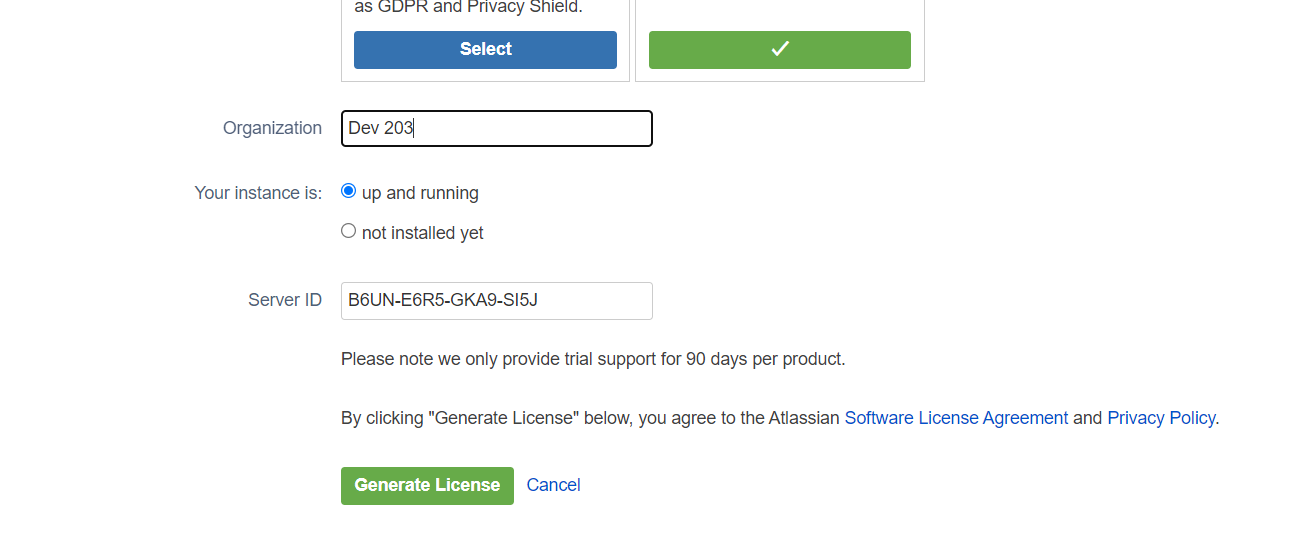 as GDPR and Privacy Shield.
Select
Organization
Dev 203
Your instance is:
up and running
not installed yet
Server ID
B6UN-E6R5-GKA9-SI5J
Please note we only provide trial support for 90 days per product.
By clicking "Generate License" below, you agree to the Atlassian Software License Agreement and Privacy Policy.
Generate License
Cancel